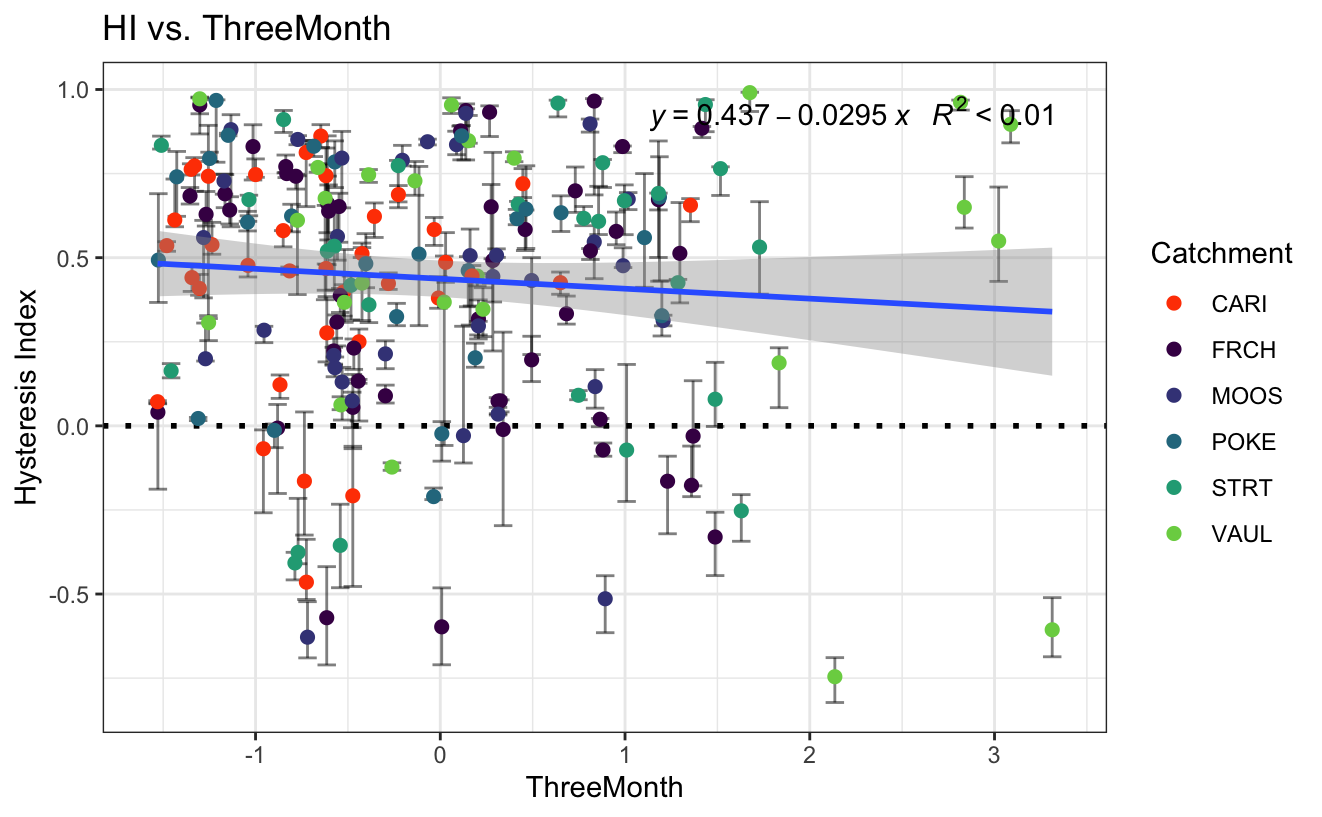 HI vs. ThreeMonth
y = 0.437 – 0.0295 x  R² < 0.01
1.0
0.5
0.0
-0.5
Hysteresis Index
-1 0 1 2 3
ThreeMonth
Catchment
CARI
FRCH
MOOS
POKE
STRT
VAUL